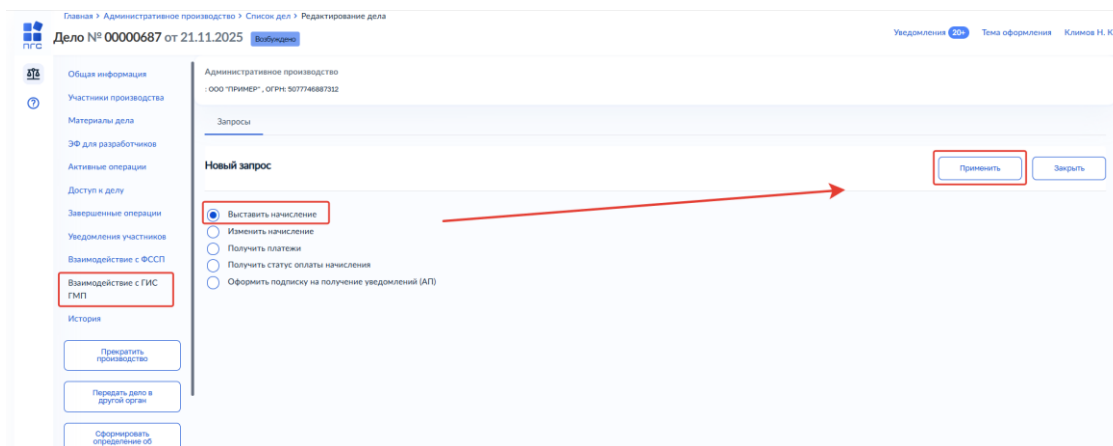 Главная > Административное производство > Список дел > Редактирование дела
пгс
Дело № 00000687 от 21.11.2025 Возбуждено
Уведомления 20+ Тема оформления Климов Н. К
Общая информация
Участники производства
Материалы дела
ЭФ для разработчиков
Активные операции
Доступ к делу
Завершенные операции
Уведомления участников
Взаимодействие с ФССП
Взаимодействие с ГИС
ГМП
История
Прекратить
производство
Передать дело в
другой орган
Сформировать
определение об
Административное производство
: ООО "ПРИМЕР" , ОГРН: 5077746887312
Запросы
Новый запрос
Применить
Закрыть
Выставить начисление
Изменить начисление
Получить платежи
Получить статус оплаты начисления
Оформить подписку на получение уведомлений (АП)